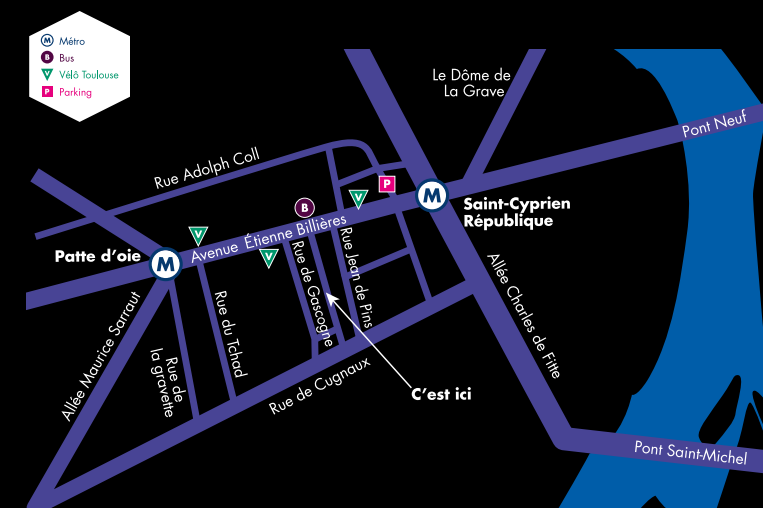 M Métro
B Bus
V Vélô Toulouse
P Parking
Le Dôme de
La Grave
Pont Neuf
Rue Adolph Coll
P
M
V
B
Saint-Cyprien
République
V
Avenue Étienne Billières
Patte d'oie
M
V
Rue de Gascogne
Rue Jean de Pins
Allée Charles de Fitte
Allée Maurice Sarraut
Rue du Tchad
Rue de
la gravette
Rue de Cugnaux
C'est ici
Pont Saint-Michel